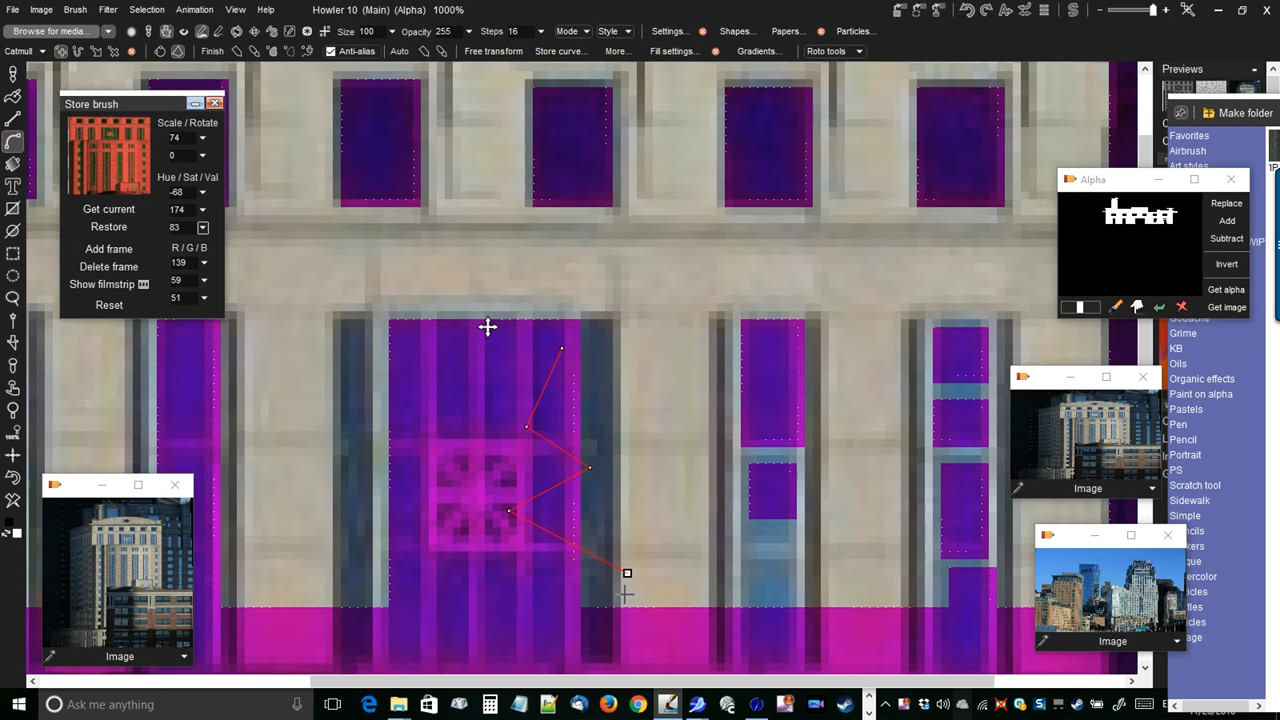 File Image Brush Picture Filter Selection Animation View Help Howler 10 (Main) (Alpha) 1000%
Browse for media... Size 100 Opacity 255 Steps 16 Mode Style Settings... Shapes... Papers... Particles...
Catmull Finish Anti-alias Free transform Store curve... More... Fill settings... Gradients... Roto tools
Previews
Store brush
Scale / Rotate
74
0
Hue / Sat / Val
-68
Get current 174
Restore 83
R / G / B
Add frame
139
Delete frame
59
Show filmstrip
51
Reset
Make folder
Favorites
Airbrush
Art styles
Alpha
Replace
Add
Subtract
Invert
Get alpha
Get image
Grime
KB
Oils
Organic effects
Paint on alpha
Pastels
Pen
Pencil
Portrait
PS
Scratch tool
Sidewalk
Simple
Image
Image
Image
100%
Ask me anything